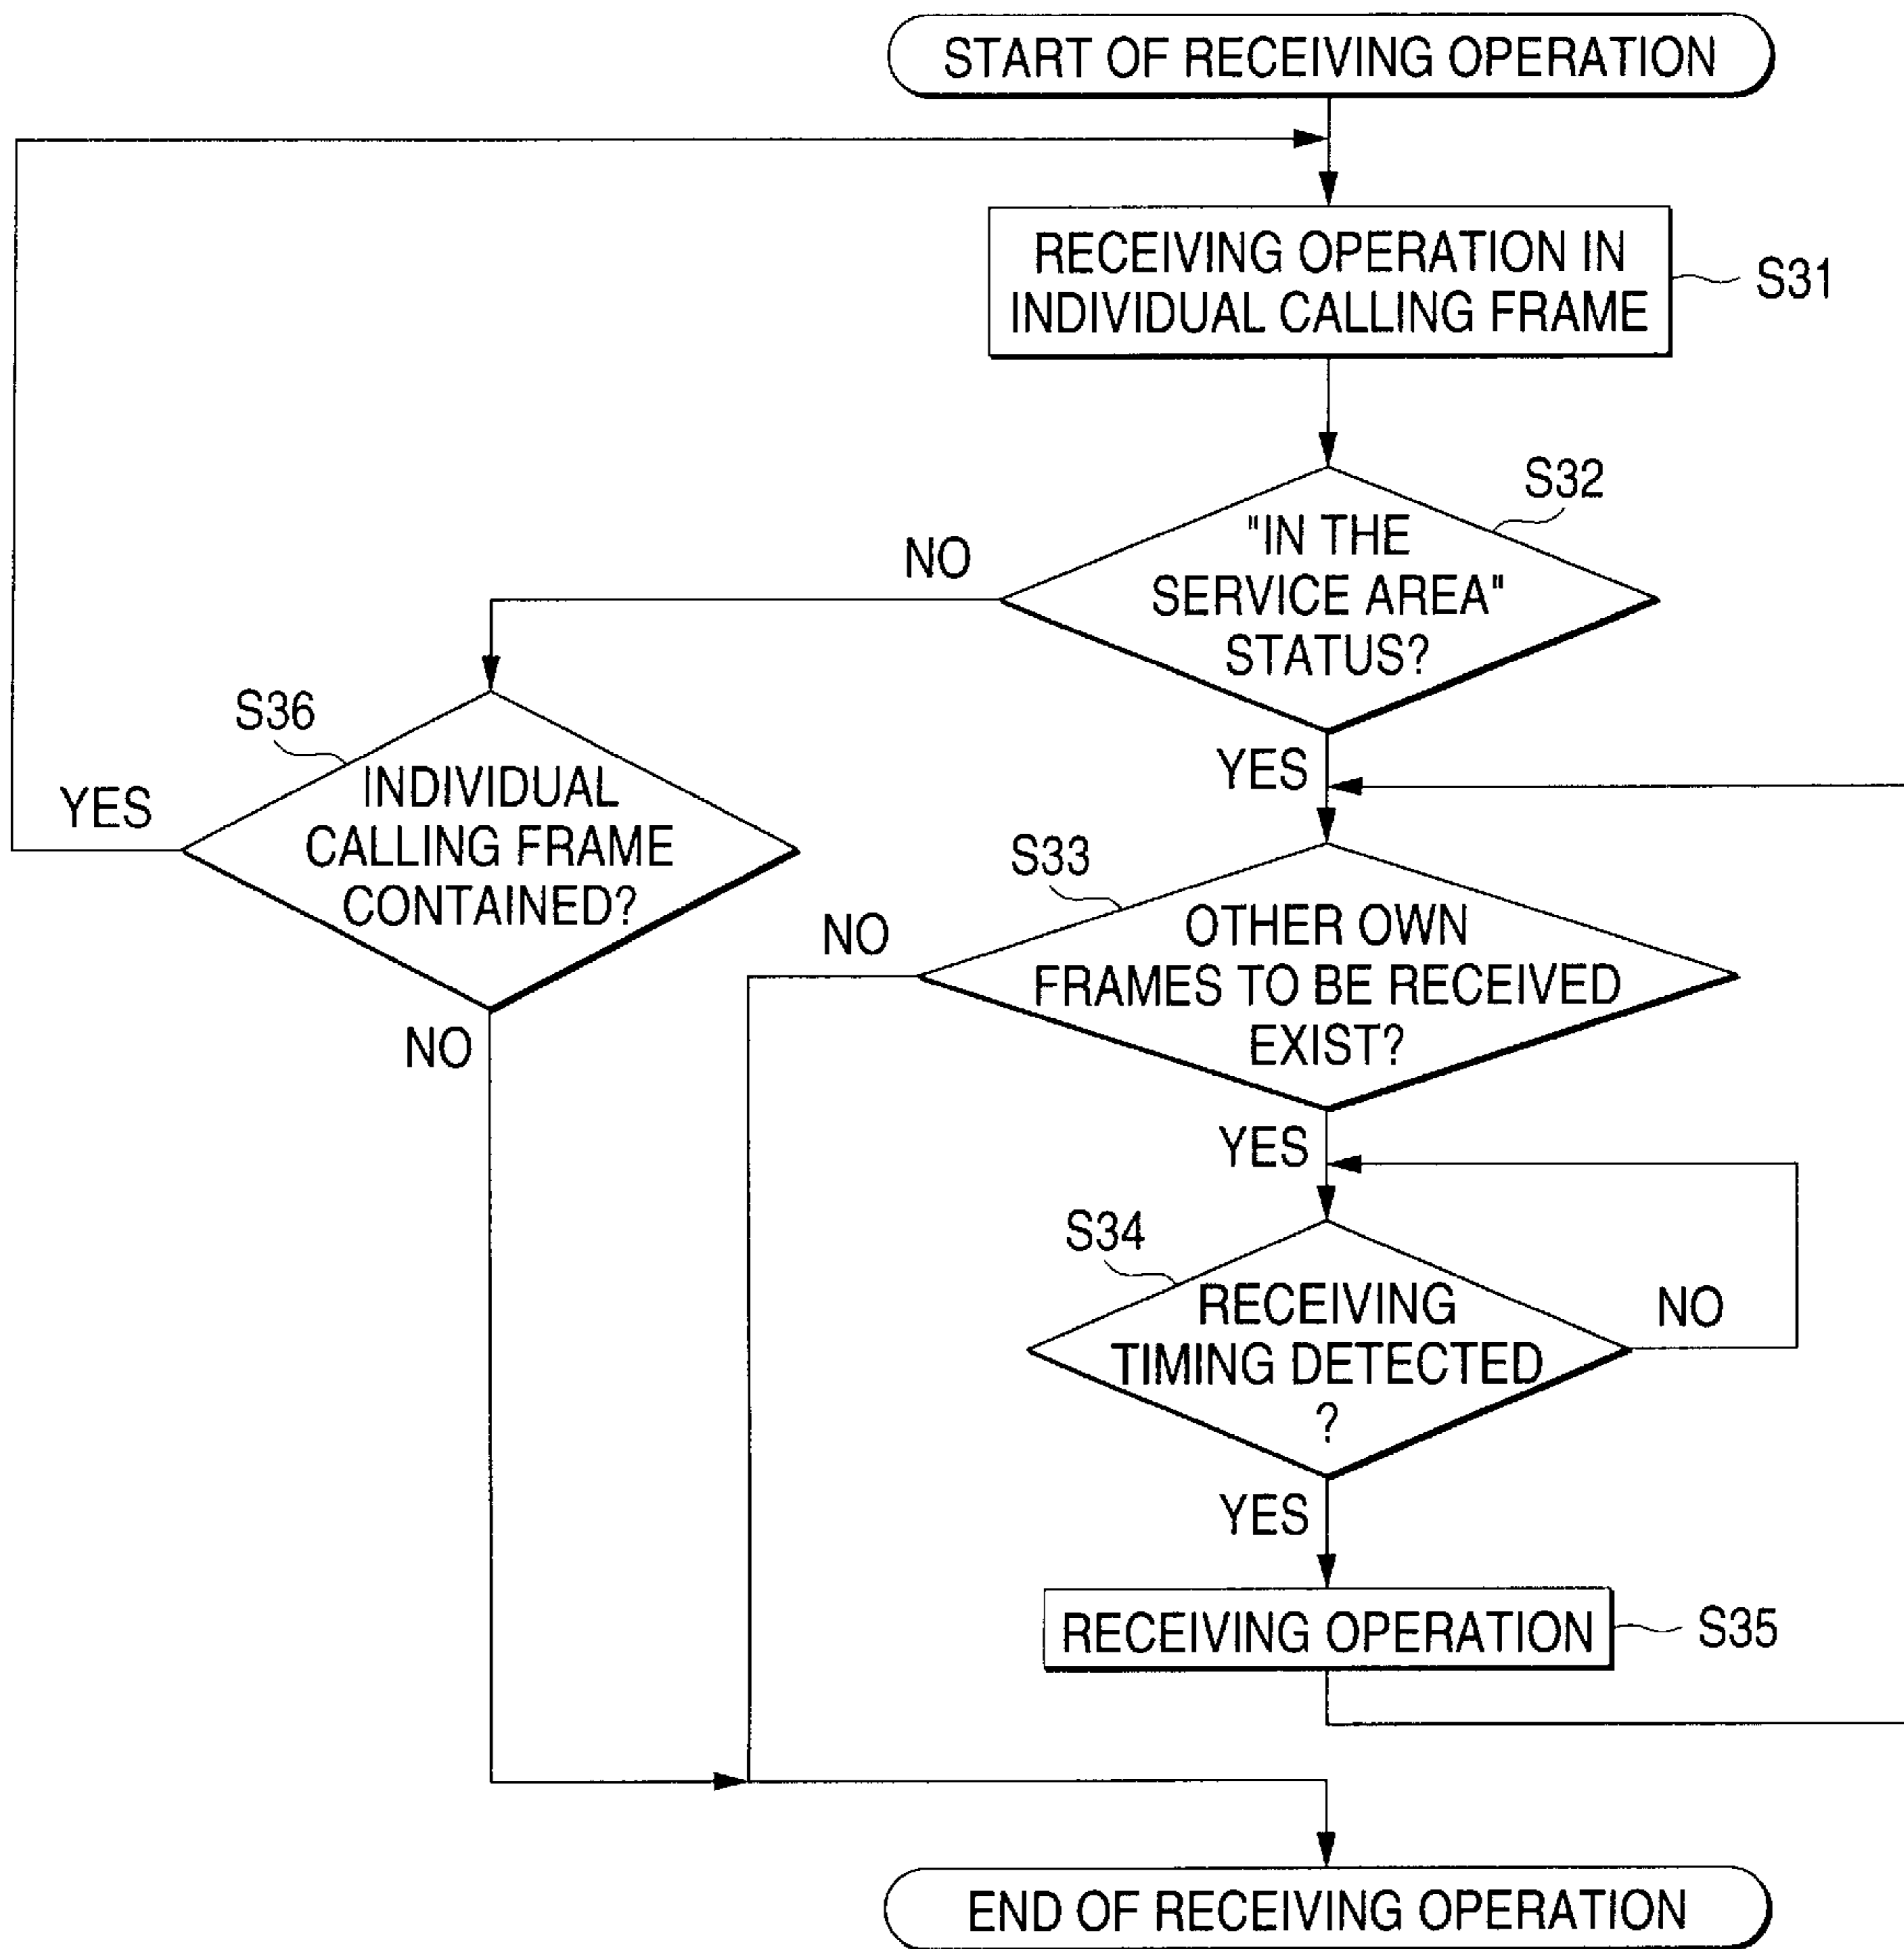 START OF RECEIVING OPERATION
RECEIVING OPERATION IN
INDIVIDUAL CALLING FRAME
S31
S32
"IN THE
SERVICE AREA"
STATUS?
NO
YES
S36
INDIVIDUAL
CALLING FRAME
CONTAINED?
YES
NO
S33
OTHER OWN
FRAMES TO BE RECEIVED
EXIST?
NO
YES
S34
RECEIVING
TIMING DETECTED
?
NO
YES
RECEIVING OPERATION
S35
END OF RECEIVING OPERATION